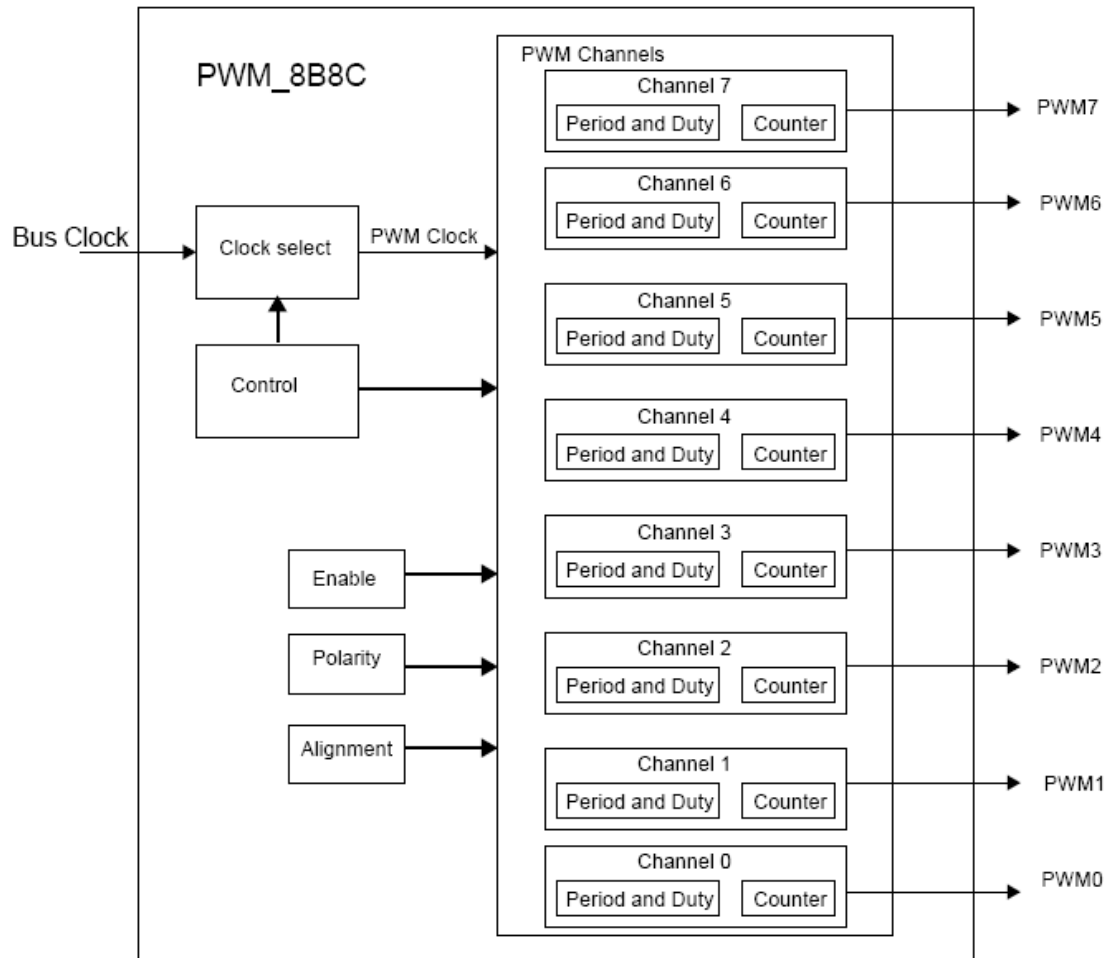 PWM_8B8C
PWM Channels
Channel 7
Period and Duty
Counter
PWM7
Channel 6
Period and Duty
Counter
PWM6
Bus Clock
Clock select
PWM Clock
Channel 5
Period and Duty
Counter
PWM5
Control
Channel 4
Period and Duty
Counter
PWM4
Channel 3
Period and Duty
Counter
PWM3
Enable
Polarity
Channel 2
Period and Duty
Counter
PWM2
Alignment
Channel 1
Period and Duty
Counter
PWM1
Channel 0
Period and Duty
Counter
PWM0